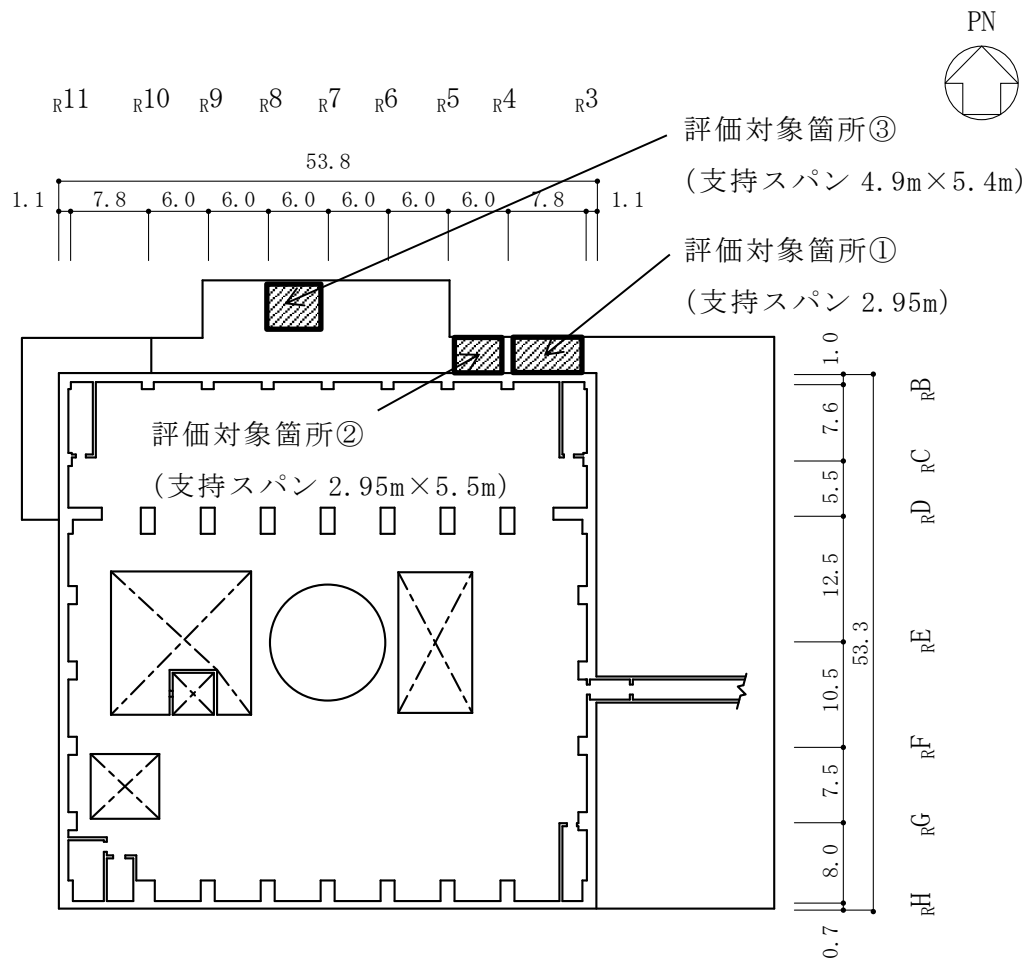 PN
R11 R10 R9 R8 R7 R6 R5 R4 R3
評価対象箇所③
(支持スパン 4.9m×5.4m)
53.8
1.1 7.8 6.0 6.0 6.0 6.0 6.0 6.0 7.8 1.1
評価対象箇所①
(支持スパン 2.95m)
評価対象箇所②
(支持スパン 2.95m×5.5m)
1.0
7.6
5.5
12.5
10.5
7.5
8.0
0.7
53.3
RB
RC
RD
RE
RF
RG
RH